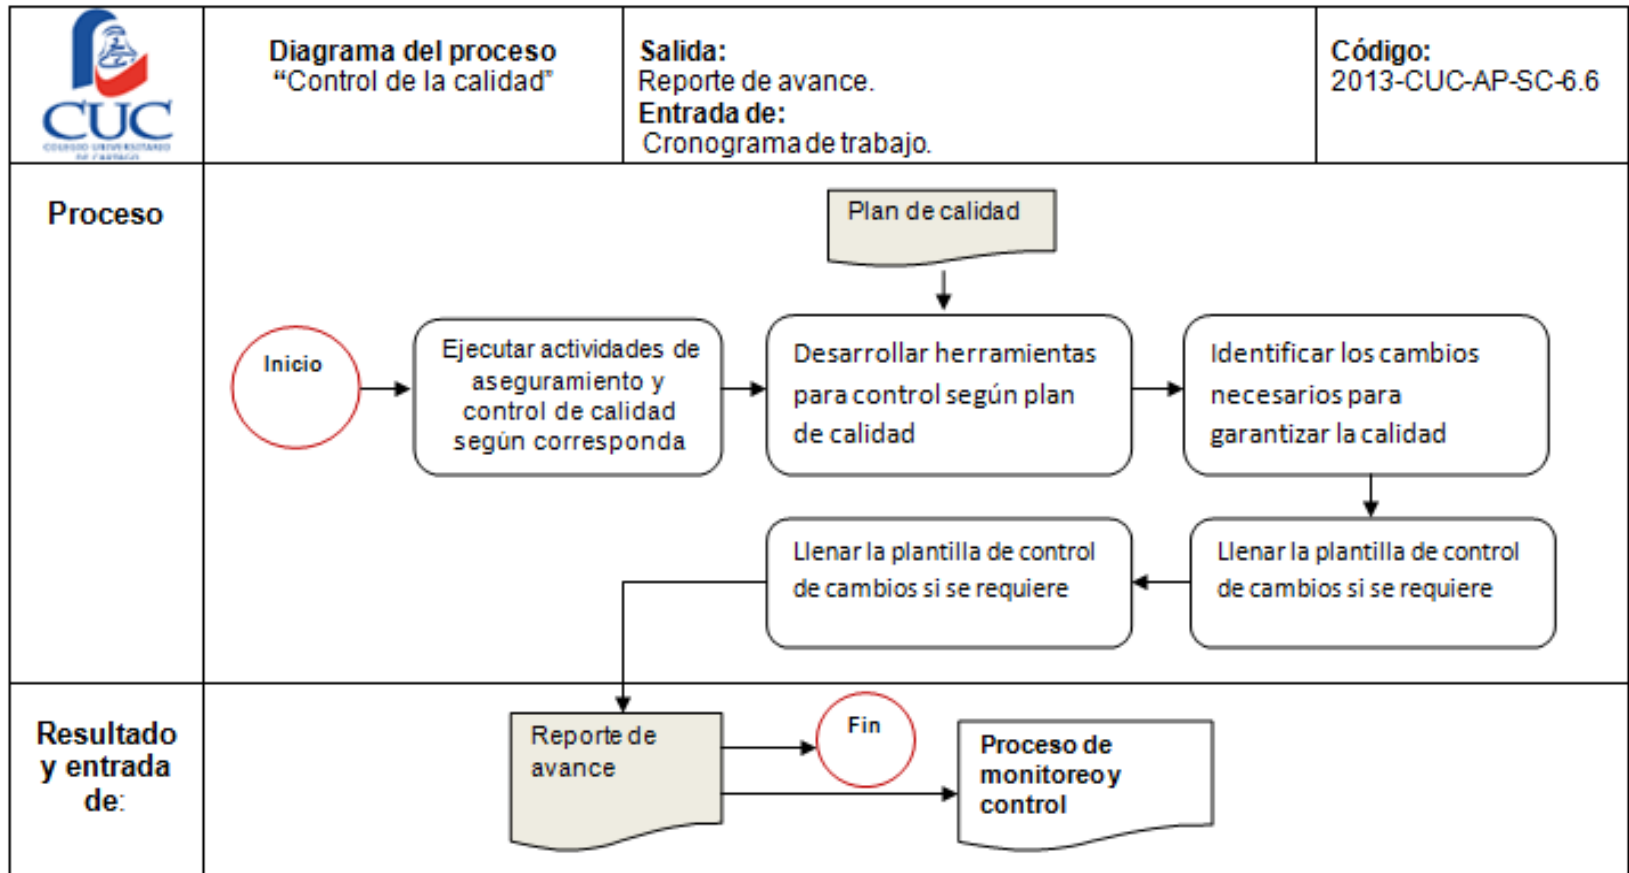 CUC
COLEGIO UNIVERSITARIO
DE CARTAGO
Diagrama del proceso
“Control de la calidad”
Salida:
Reporte de avance.
Entrada de:
Cronograma de trabajo.
Código:
2013-CUC-AP-SC-6.6
Proceso
Plan de calidad
Inicio
Ejecutar actividades de
aseguramiento y
control de calidad
según corresponda
Desarrollar herramientas
para control según plan
de calidad
Identificar los cambios
necesarios para
garantizar la calidad
Llenar la plantilla de control
de cambios si se requiere
Llenar la plantilla de control
de cambios si se requiere
Resultado
y entrada
de:
Reporte de
avance
Fin
Proceso de
monitoreo y
control